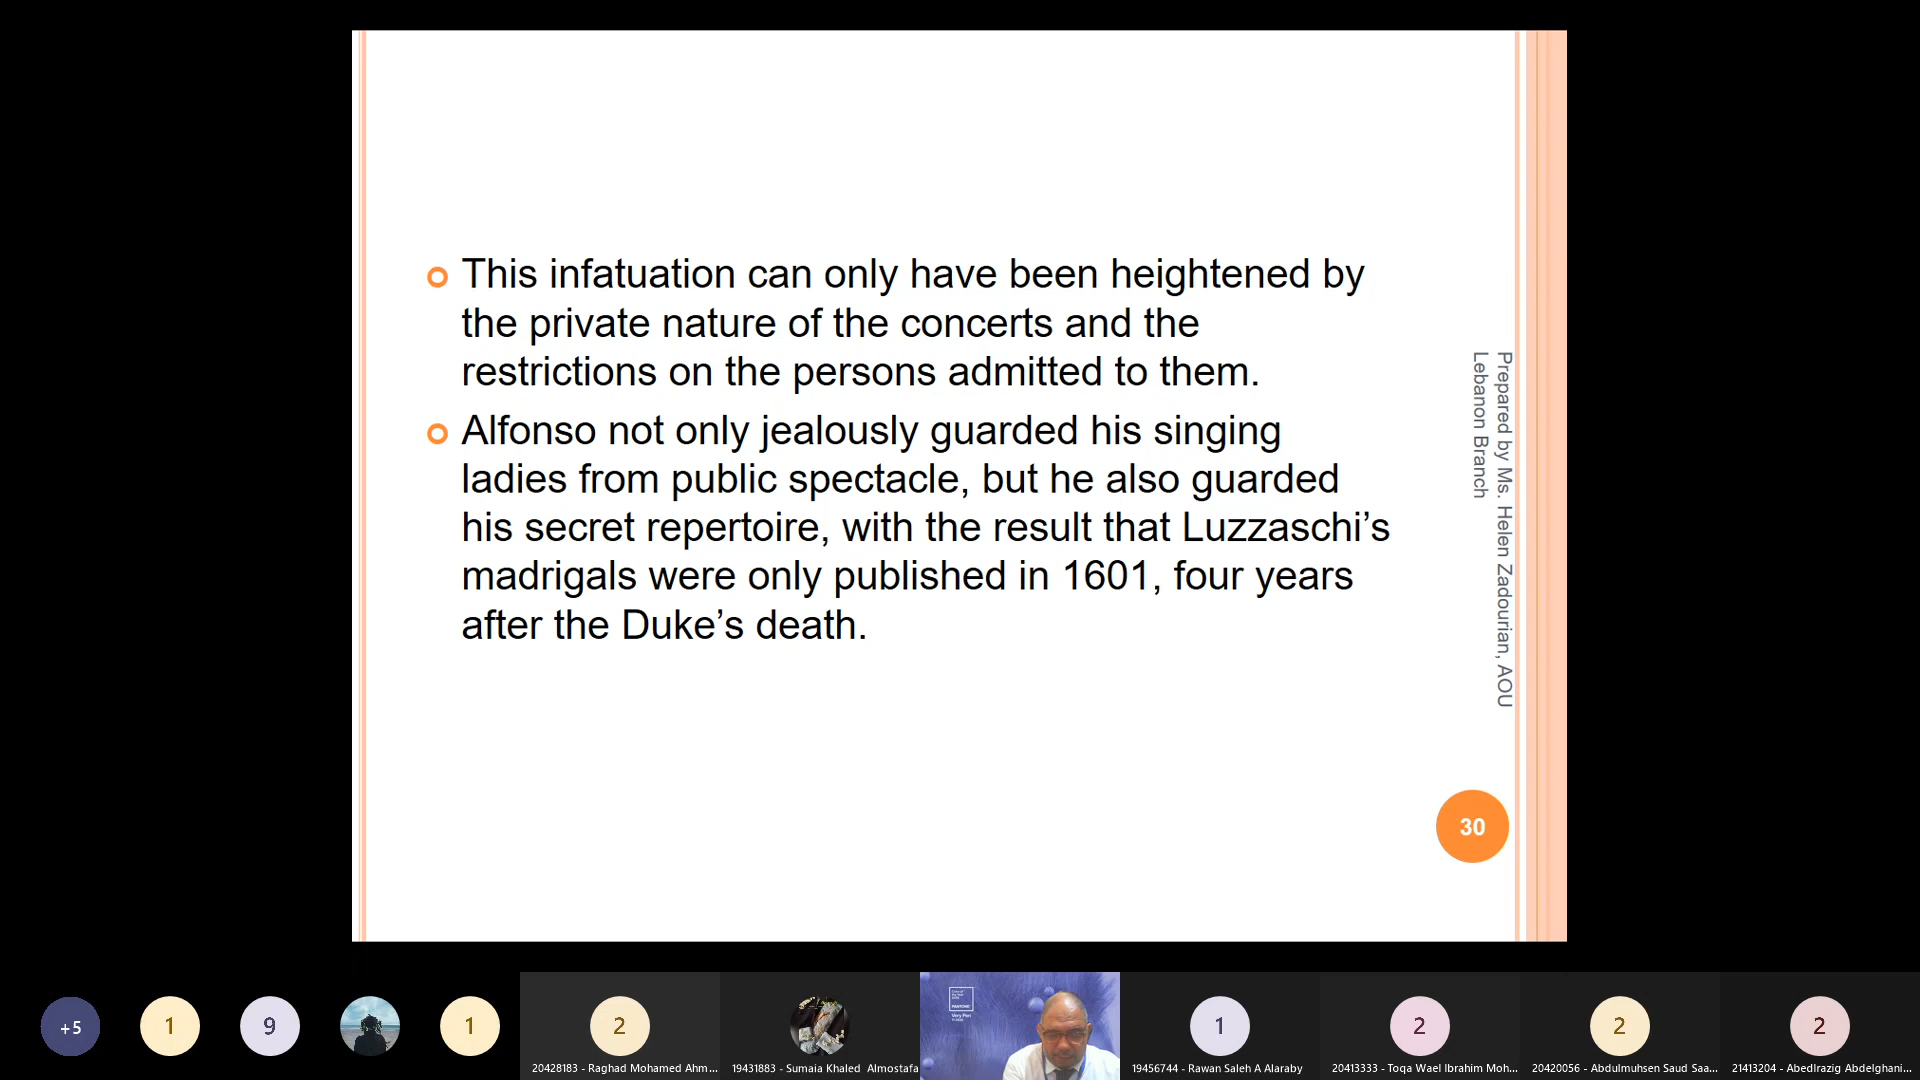 This infatuation can only have been heightened by
the private nature of the concerts and the
restrictions on the persons admitted to them.
Alfonso not only jealously guarded his singing
ladies from public spectacle, but he also guarded
his secret repertoire, with the result that Luzzaschi’s
madrigals were only published in 1601, four years
after the Duke’s death.
Prepared by Ms. Helen Zadourian, AOU
Lebanon Branch
30
+5
1
9
1
2
20428183 - Raghad Mohamed Ahm...
19431883 - Sumaia Khaled Almostafa
PANTONE
Very Peri
1
19456744 - Rawan Saleh A Alaraby
2
20413333 - Toqa Wael Ibrahim Moh...
2
20420056 - Abdulmuhsen Saud Saa...
2
21413204 - AbedIrazig Abdelghani...